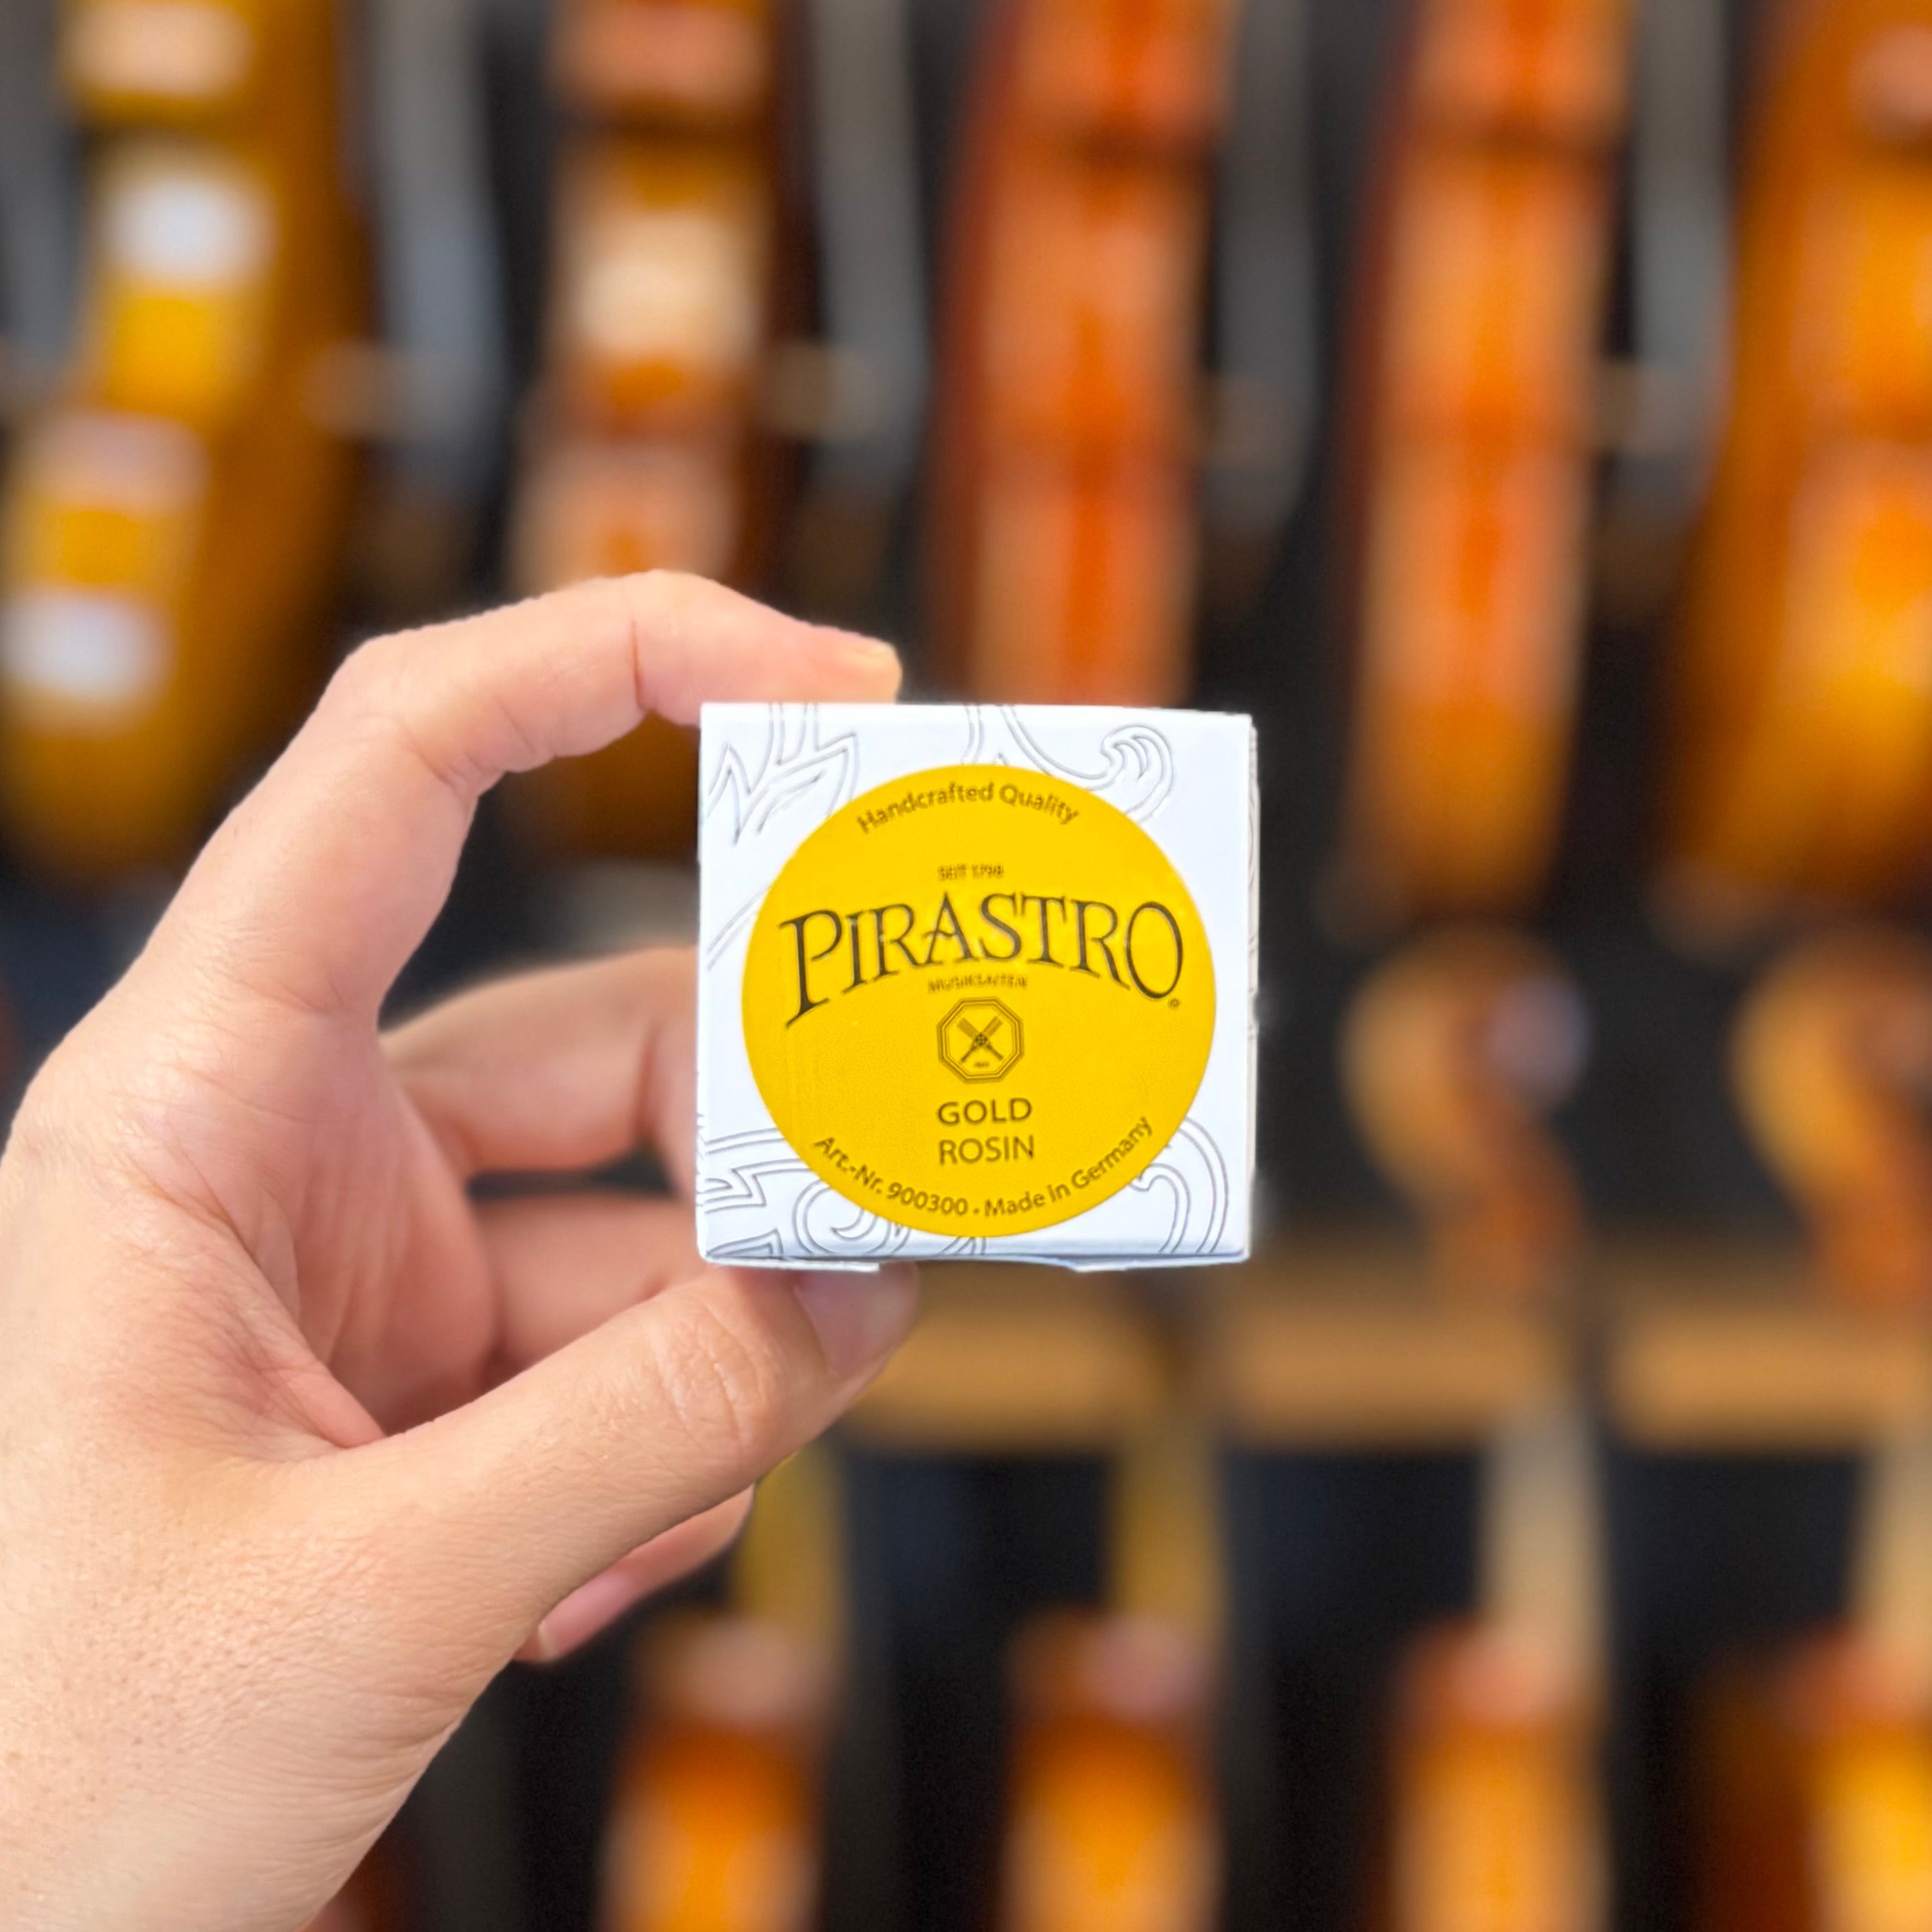 Handcrafted Quality
SEIT 1798
PIRASTRO®
MUSIKSAITEN
GOLD
ROSIN
Art.-Nr. 900300 • Made in Germany